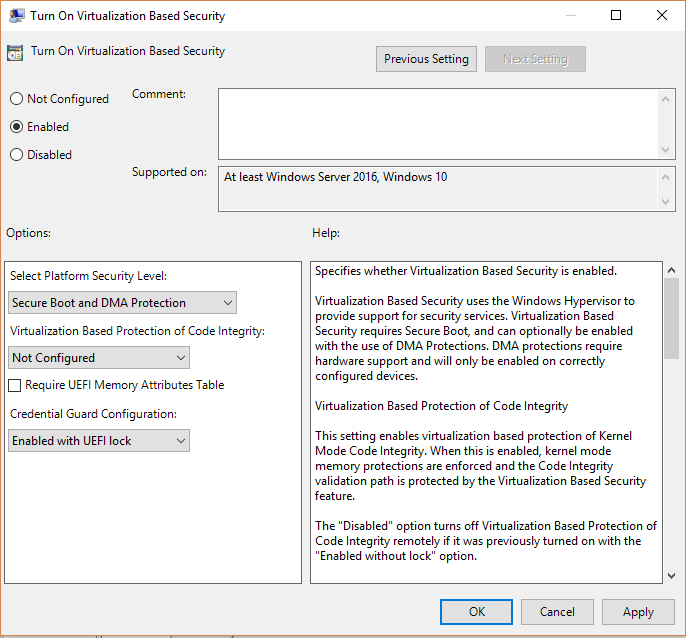 Turn On Virtualization Based Security
Turn On Virtualization Based Security
Previous Setting
Next Setting
Not Configured
Enabled
Disabled
Comment:
Supported on:
At least Windows Server 2016, Windows 10
Options:
Help:
Select Platform Security Level:
Secure Boot and DMA Protection
Virtualization Based Protection of Code Integrity:
Not Configured
Require UEFI Memory Attributes Table
Credential Guard Configuration:
Enabled with UEFI lock
Specifies whether Virtualization Based Security is enabled.
Virtualization Based Security uses the Windows Hypervisor to
provide support for security services. Virtualization Based
Security requires Secure Boot, and can optionally be enabled
with the use of DMA Protections. DMA protections require
hardware support and will only be enabled on correctly
configured devices.
Virtualization Based Protection of Code Integrity
This setting enables virtualization based protection of Kernel
Mode Code Integrity. When this is enabled, kernel mode
memory protections are enforced and the Code Integrity
validation path is protected by the Virtualization Based Security
feature.
The "Disabled" option turns off Virtualization Based Protection of
Code Integrity remotely if it was previously turned on with the
"Enabled without lock" option.
OK
Cancel
Apply